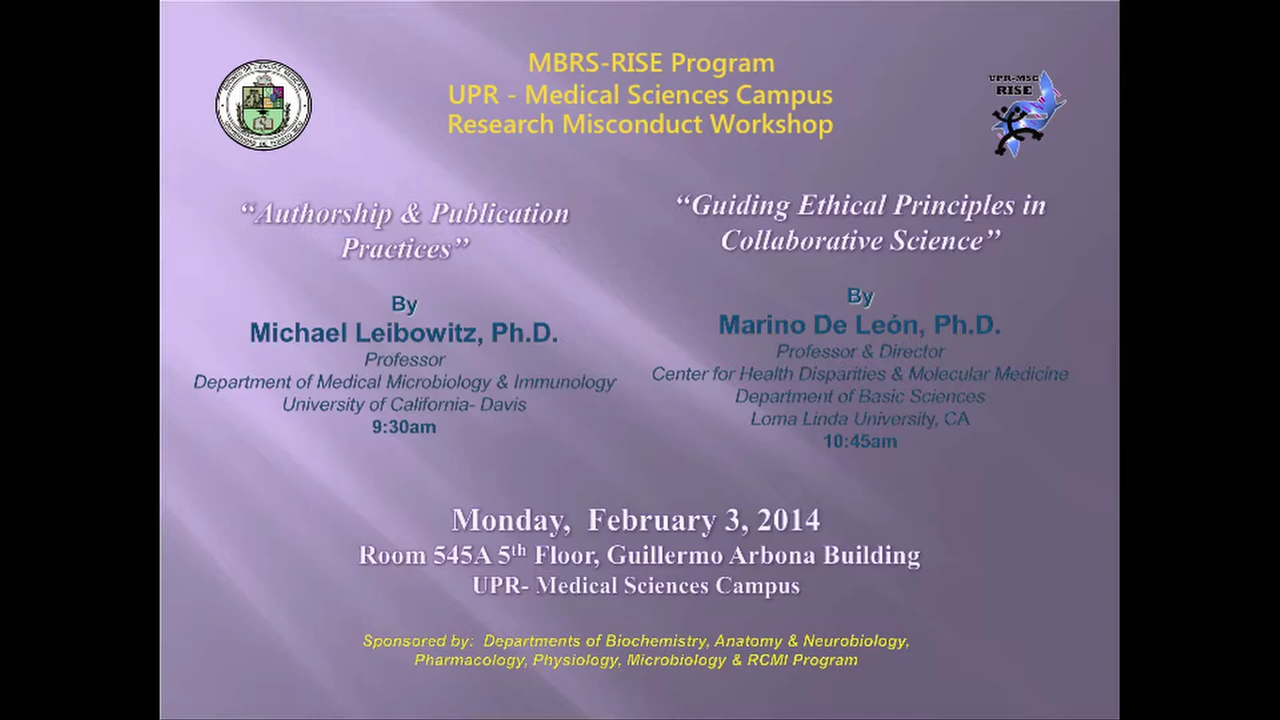 MBRS-RISE Program
UPR - Medical Sciences Campus
Research Misconduct Workshop
UPR-MSC
RISE
“Authorship & Publication
Practices”
By
Michael Leibowitz, Ph.D.
Professor
Department of Medical Microbiology & Immunology
University of California- Davis
9:30am
“Guiding Ethical Principles in
Collaborative Science”
By
Marino De León, Ph.D.
Professor & Director
Center for Health Disparities & Molecular Medicine
Department of Basic Sciences
Loma Linda University, CA
10:45am
Monday, February 3, 2014
Room 545A 5th Floor, Guillermo Arbona Building
UPR- Medical Sciences Campus
Sponsored by: Departments of Biochemistry, Anatomy & Neurobiology,
Pharmacology, Physiology, Microbiology & RCMI Program